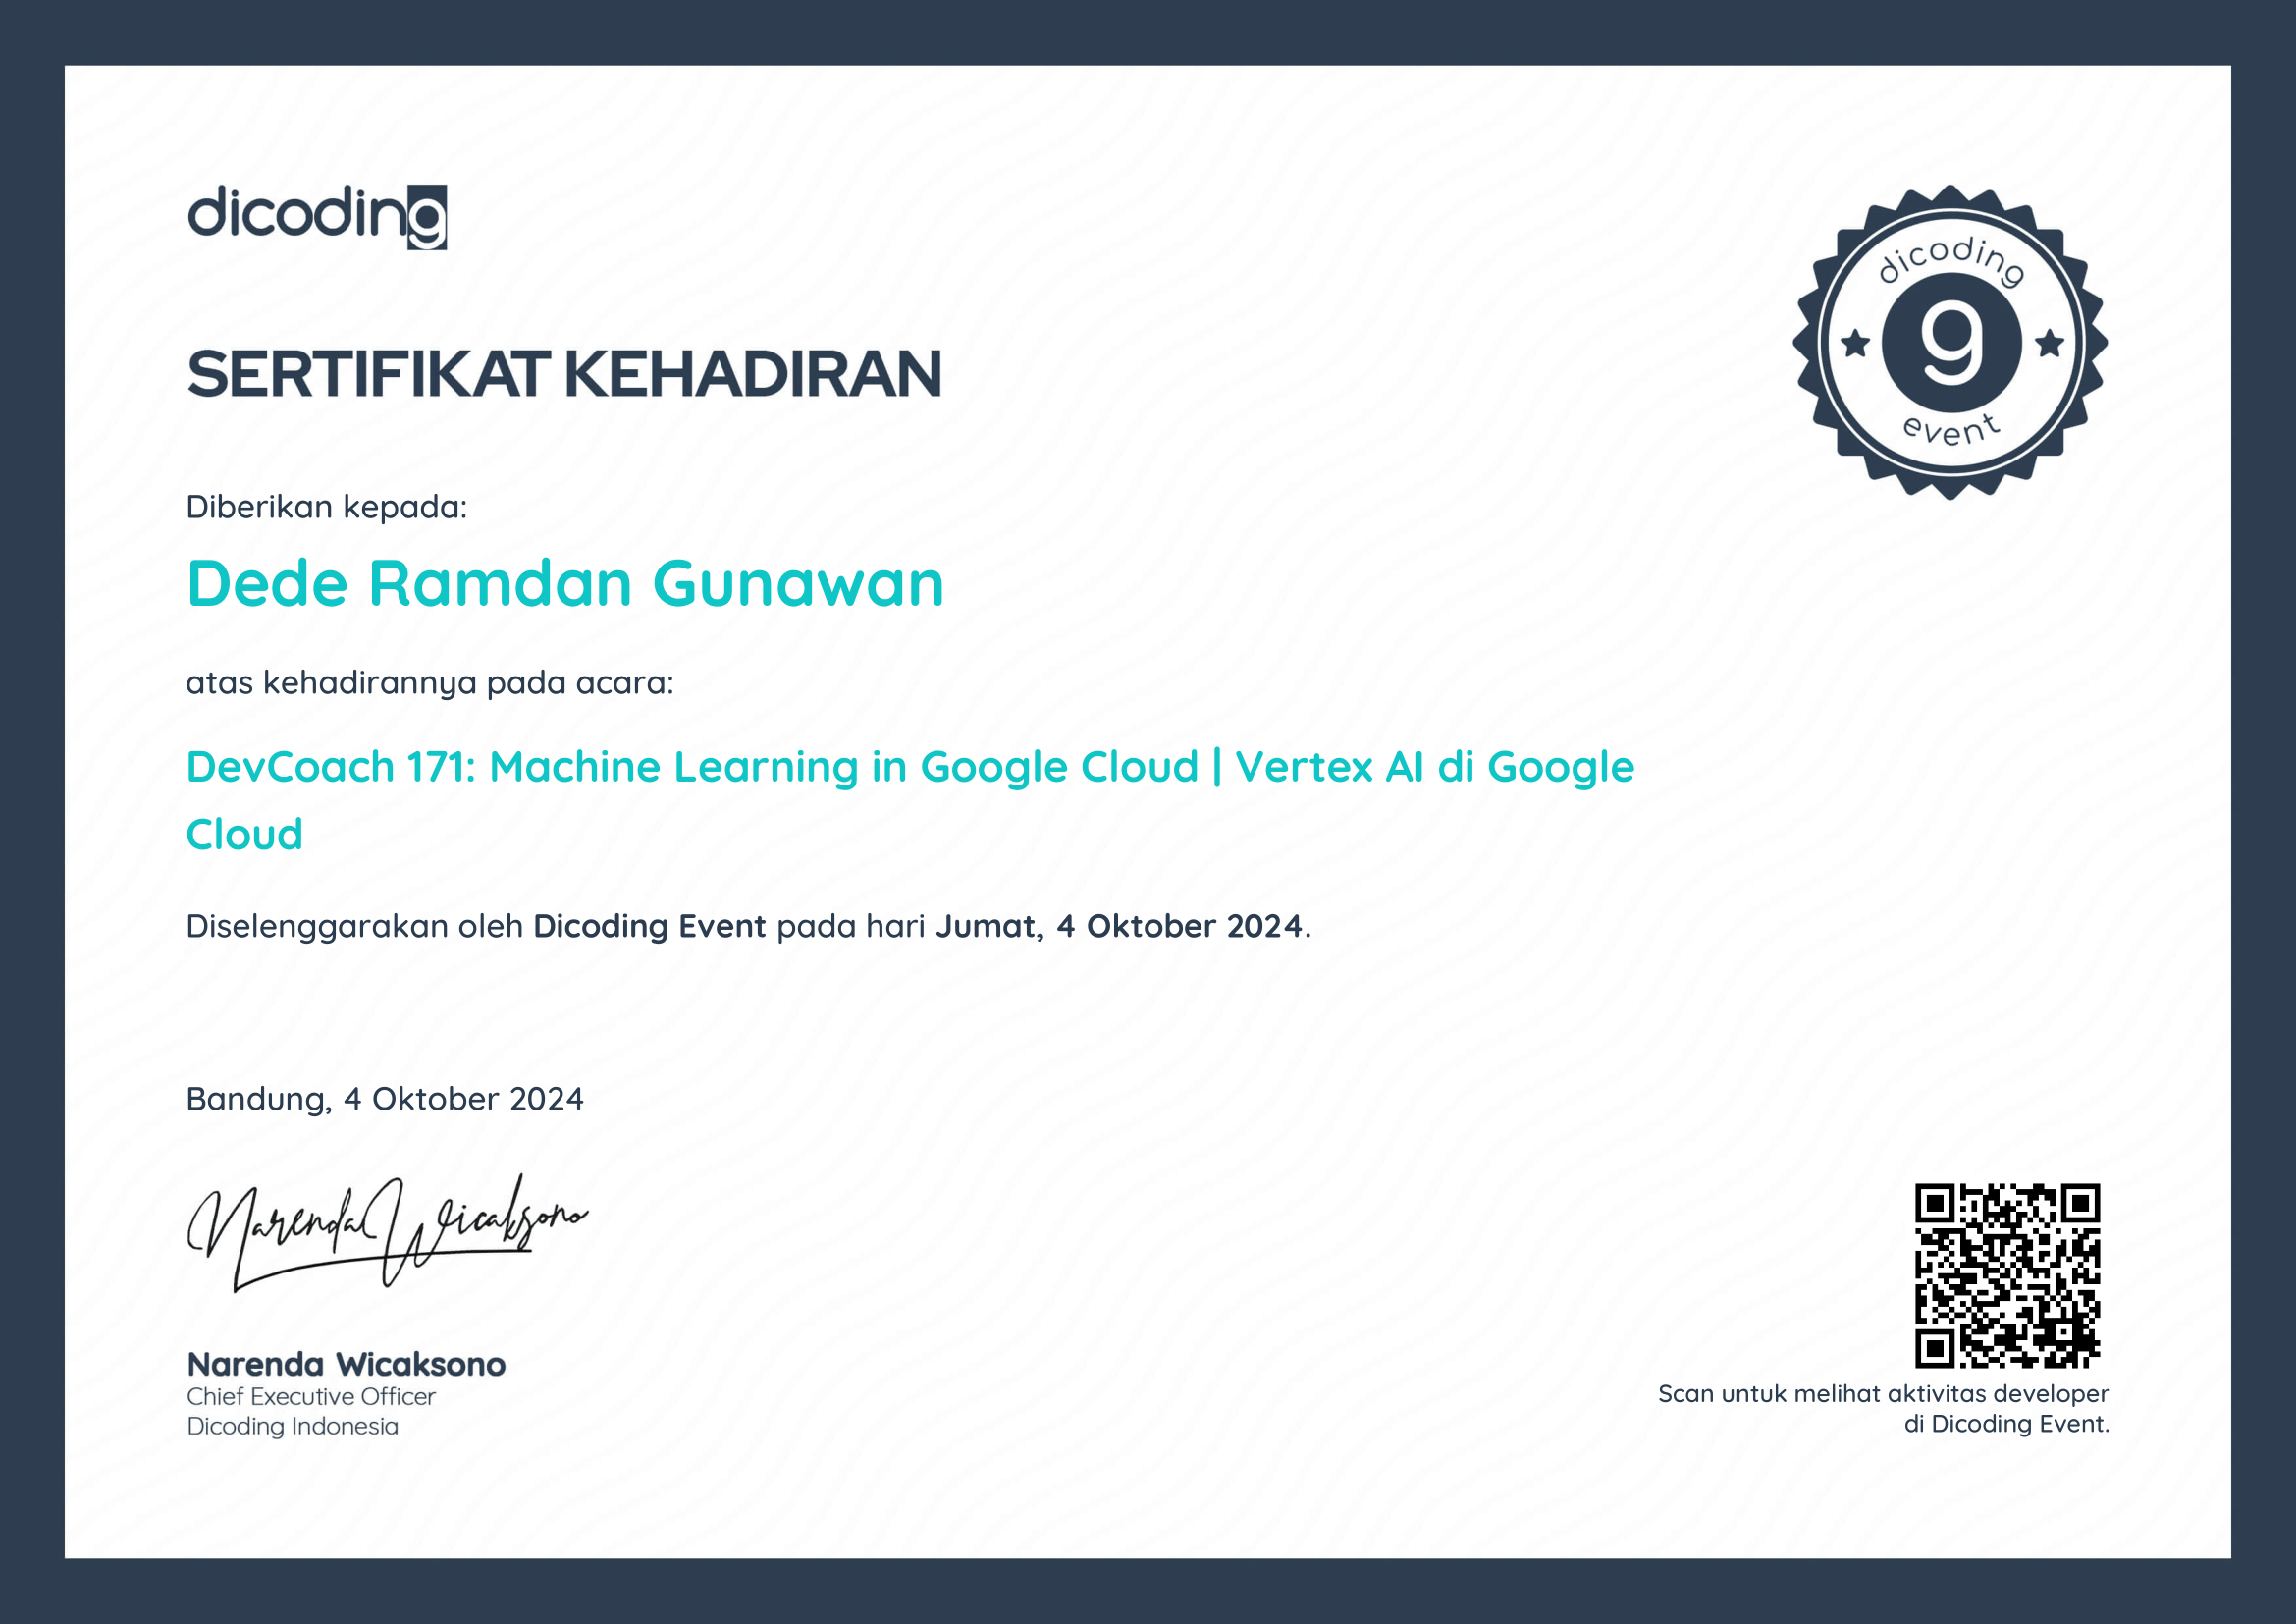 dicoding
dicoding
event
SERTIFIKAT KEHADIRAN
Diberikan kepada:
Dede Ramdan Gunawan
atas kehadirannya pada acara:
DevCoach 171: Machine Learning in Google Cloud | Vertex AI di Google
Cloud
Diselenggarakan oleh Dicoding Event pada hari Jumat, 4 Oktober 2024.
Bandung, 4 Oktober 2024
Narenda Wicaksono
Narenda Wicaksono
Chief Executive Officer
Dicoding Indonesia
Scan untuk melihat aktivitas developer
di Dicoding Event.